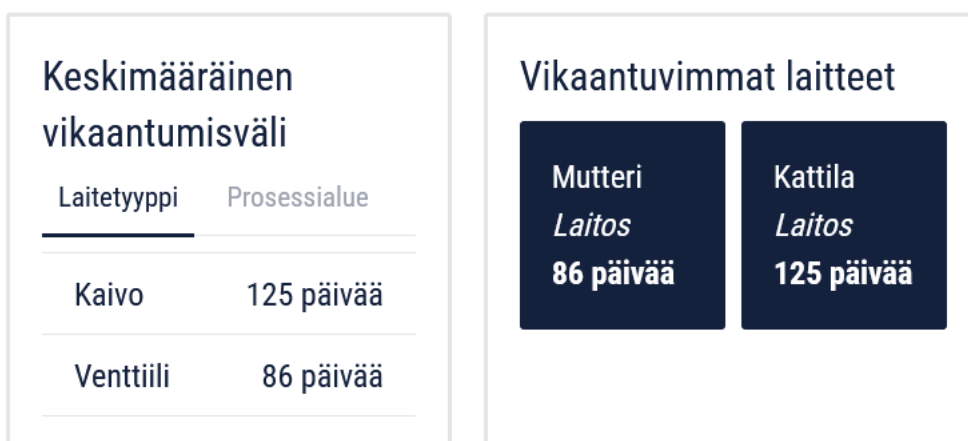 Keskimääräinen
vikaantumisväli
Laitetyyppi Prosessialue
Kaivo 125 päivää
Venttiili 86 päivää
Vikaantuvimmat laitteet
Mutteri
Laitos
86 päivää
Kattila
Laitos
125 päivää